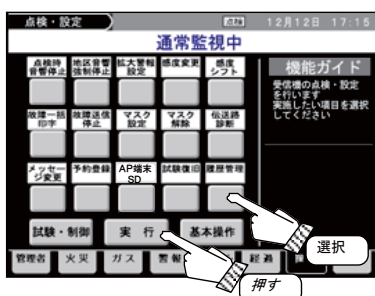 点検・設定 点検 12月12日 17:15
通常監視中
点検時音響停止 地区音響強制停止 拡大警報設定 感度変更 感度シフト
故障一括印字 故障送信停止 マスク設定 マスク解除 伝送路診断
メッセージ変更 予約登録 AP端末SD 試験復旧 履歴管理
機能ガイド
受信機の点検・設定
を行います
実施したい項目を選択
してください
試験・制御 実 行 基本操作
選択
管理者 火災 ガス 警報 経過
押す